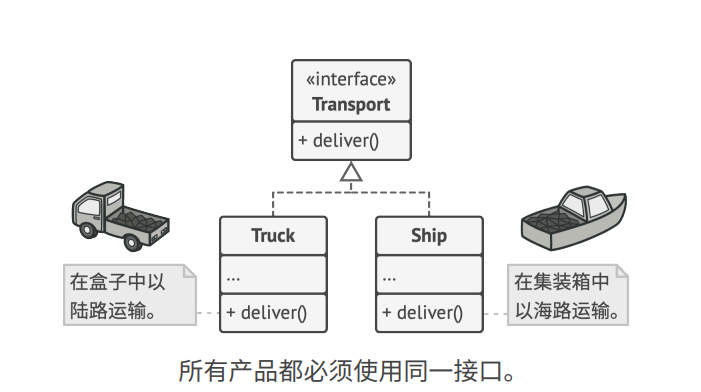 «interface»
Transport
+ deliver()
Truck
...
+ deliver()
Ship
...
+ deliver()
在盒子中以
陆路运输。
在集装箱中
以海路运输。
所有产品都必须使用同一接口。